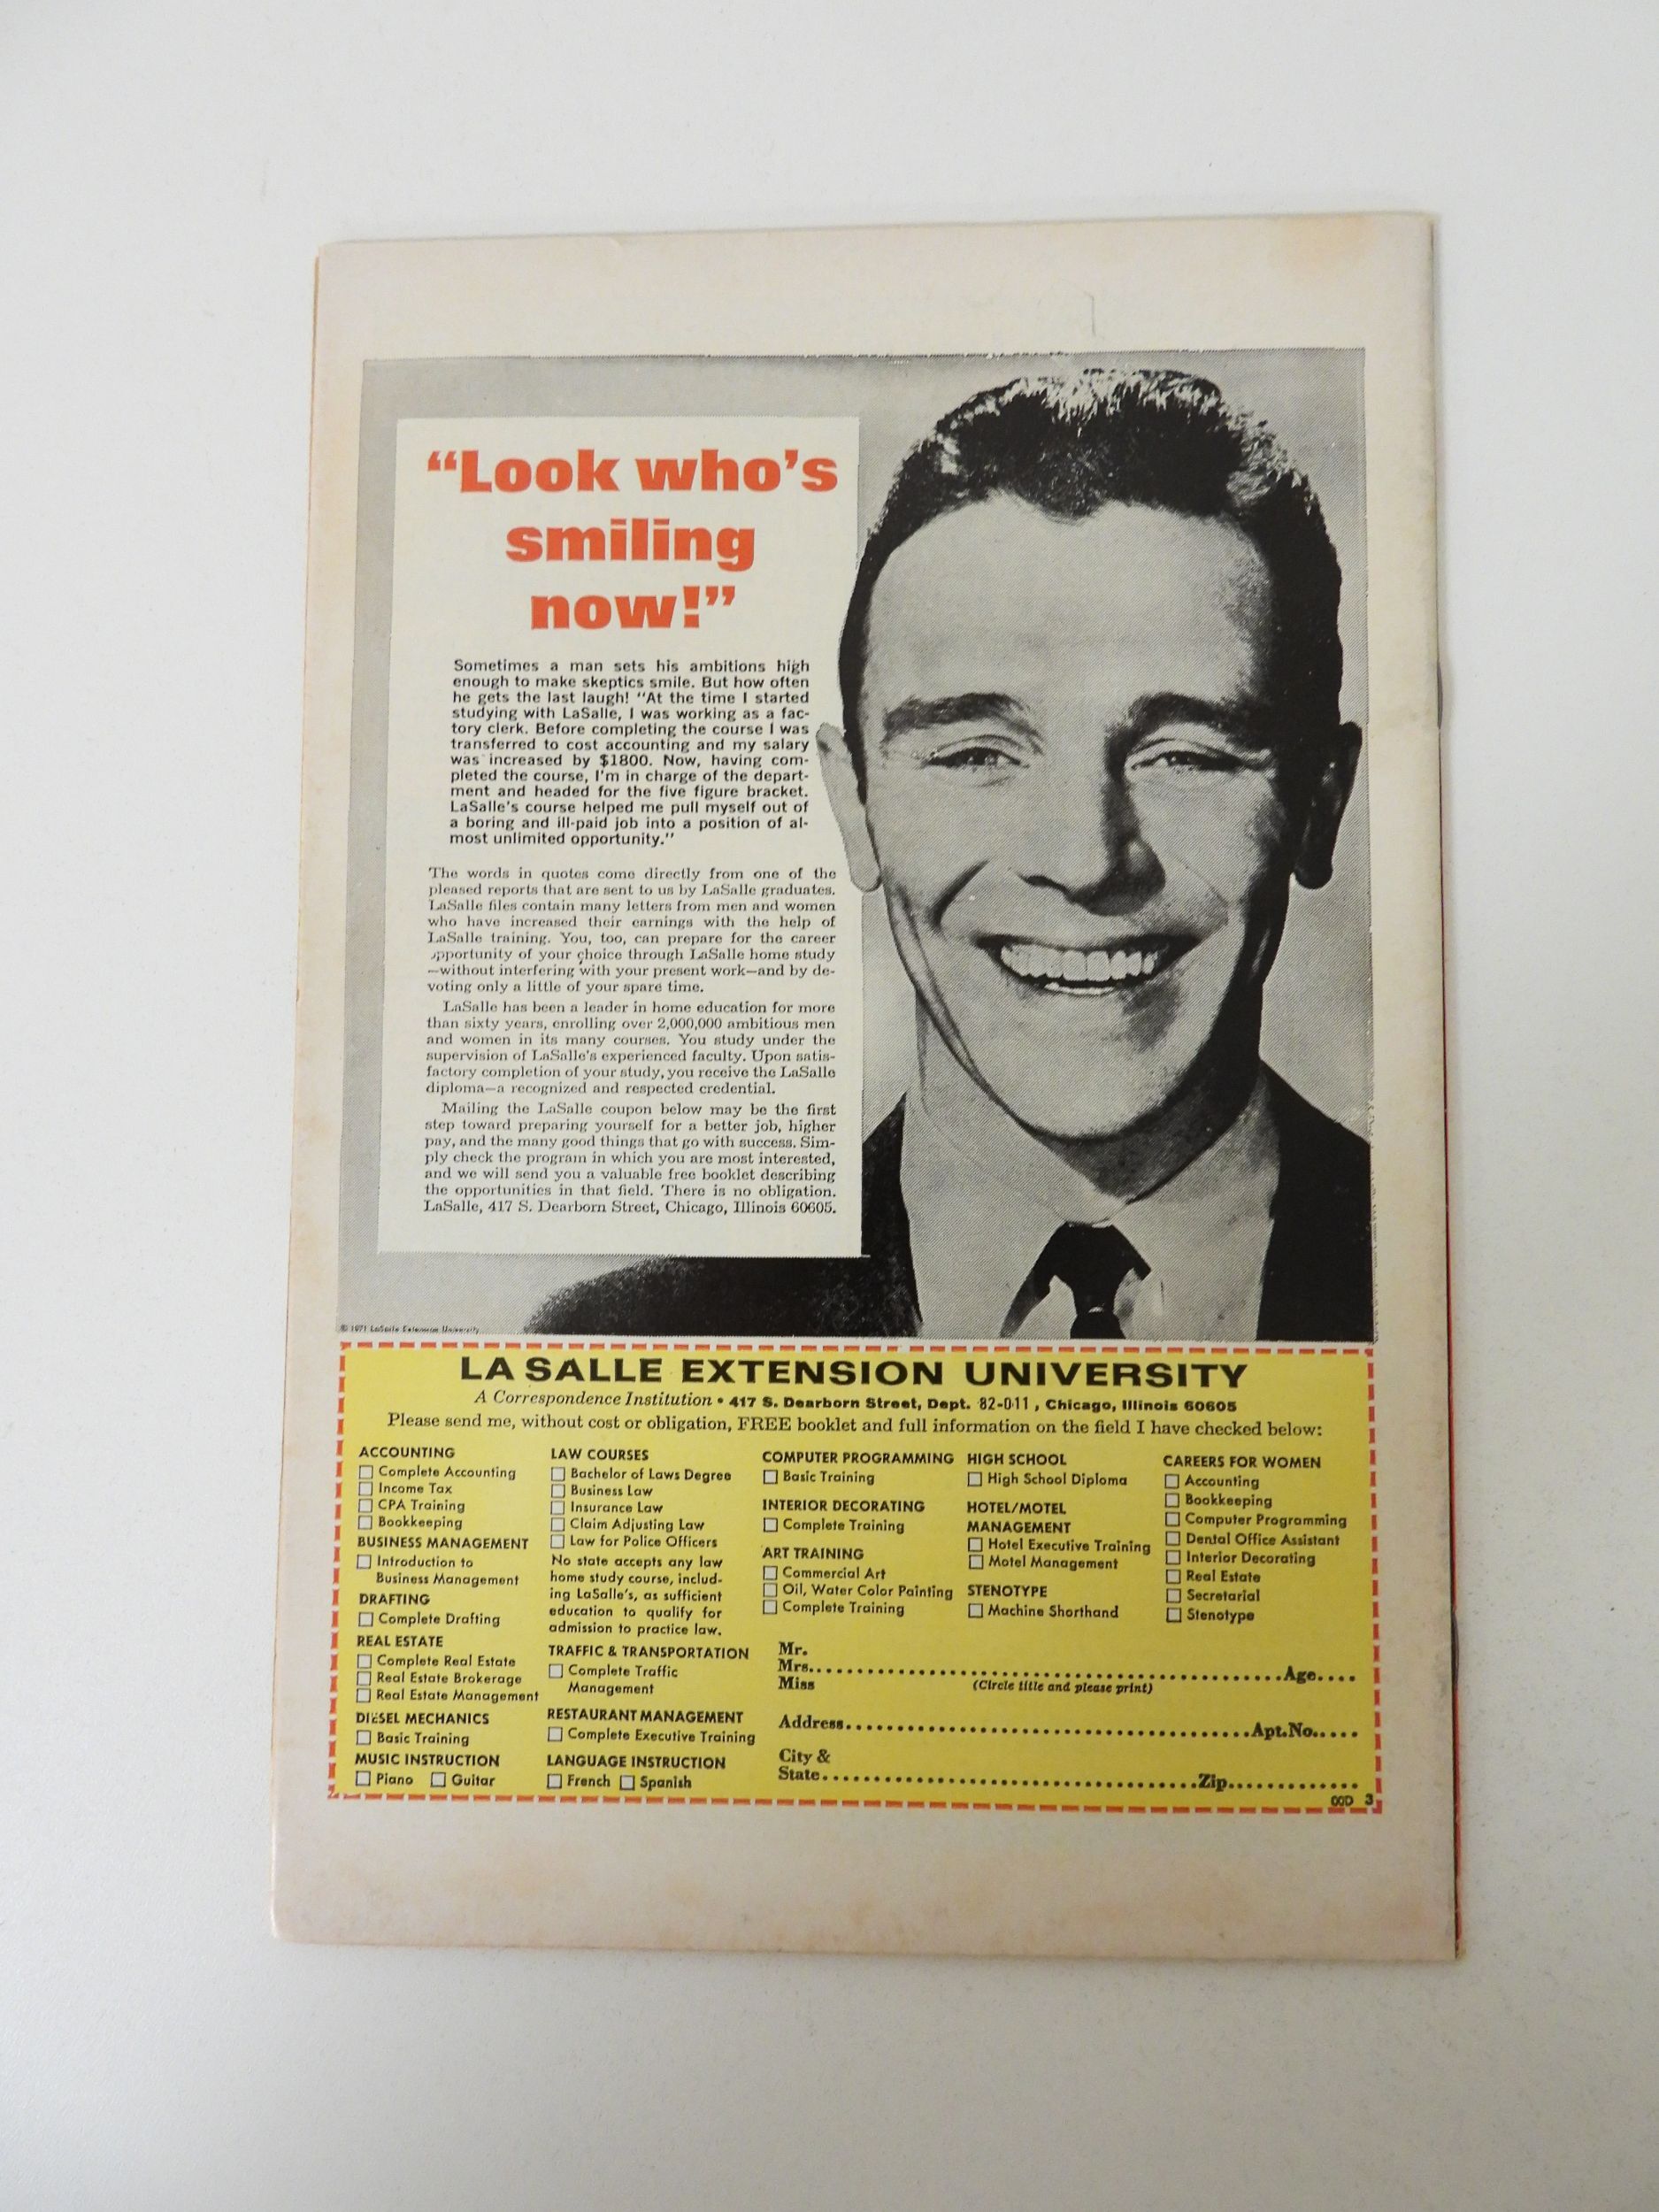 “Look who’s
smiling
now!”
Sometimes a man sets his ambitions high
enough to make skeptics smile. But how often
he gets the last laugh! “At the time I started
studying with LaSalle, I was working as a fac-
tory clerk. Before completing the course I was
transferred to cost accounting and my salary
was increased by $1800. Now, having com-
pleted the course, I’m in charge of the depart-
ment and headed for the five figure bracket.
LaSalle’s course helped me pull myself out of
a boring and ill-paid job into a position of al-
most unlimited opportunity.”
The words in quotes come directly from one of the
pleased reports that are sent to us by LaSalle graduates.
LaSalle files contain many letters from men and women
who have increased their earnings with the help of
LaSalle training. You, too, can prepare for the career
opportunity of your choice through LaSalle home study
—without interfering with your present work—and by de-
voting only a little of your spare time.
LaSalle has been a leader in home education for more
than sixty years, enrolling over 2,000,000 ambitious men
and women in its many courses. You study under the
supervision of LaSalle’s experienced faculty. Upon satis-
factory completion of your study, you receive the LaSalle
diploma—a recognized and respected credential.
Mailing the LaSalle coupon below may be the first
step toward preparing yourself for a better job, higher
pay, and the many good things that go with success. Sim-
ply check the program in which you are most interested,
and we will send you a valuable free booklet describing
the opportunities in that field. There is no obligation.
LaSalle, 417 S. Dearborn Street, Chicago, Illinois 60605.
© 1971 LaSalle Extension University
LA SALLE EXTENSION UNIVERSITY
A Correspondence Institution • 417 S. Dearborn Street, Dept. 82-011, Chicago, Illinois 60605
Please send me, without cost or obligation, FREE booklet and full information on the field I have checked below:
ACCOUNTING
Complete Accounting
Income Tax
CPA Training
Bookkeeping
BUSINESS MANAGEMENT
Introduction to
Business Management
DRAFTING
Complete Drafting
REAL ESTATE
Complete Real Estate
Real Estate Brokerage
Real Estate Management
DIESEL MECHANICS
Basic Training
MUSIC INSTRUCTION
Piano Guitar
LAW COURSES
Bachelor of Laws Degree
Business Law
Insurance Law
Claim Adjusting Law
Law for Police Officers
No state accepts any law
home study course, includ-
ing LaSalle’s, as sufficient
education to qualify for
admission to practice law.
TRAFFIC & TRANSPORTATION
Complete Traffic
Management
RESTAURANT MANAGEMENT
Complete Executive Training
LANGUAGE INSTRUCTION
French Spanish
COMPUTER PROGRAMMING
Basic Training
INTERIOR DECORATING
Complete Training
ART TRAINING
Commercial Art
Oil, Water Color Painting
Complete Training
HIGH SCHOOL
High School Diploma
HOTEL/MOTEL
MANAGEMENT
Hotel Executive Training
Motel Management
STENOTYPE
Machine Shorthand
CAREERS FOR WOMEN
Accounting
Bookkeeping
Computer Programming
Dental Office Assistant
Interior Decorating
Real Estate
Secretarial
Stenotype
Mr.
Mrs. Age
Miss (Circle title and please print)
Address Apt.No.
City &
State Zip
00D 3